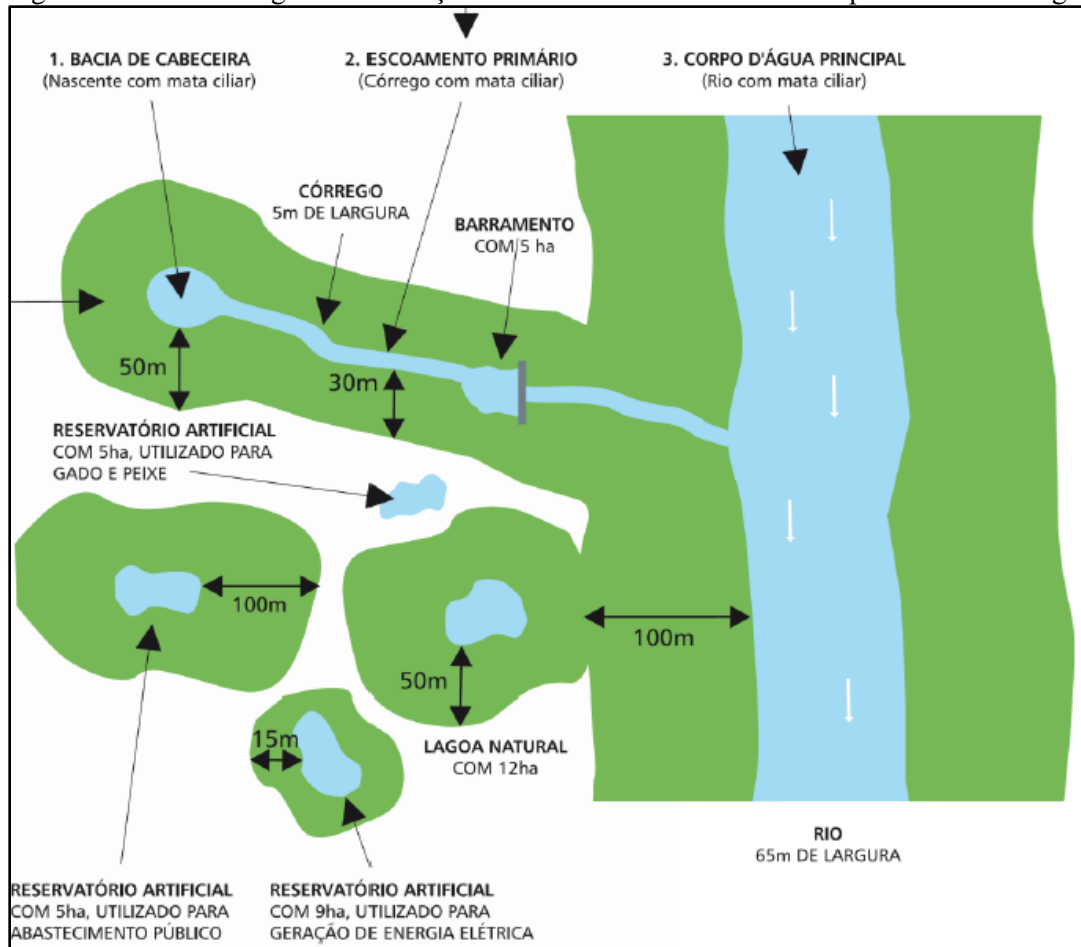 1. BACIA DE CABECEIRA
(Nascente com mata ciliar)
2. ESCOAMENTO PRIMÁRIO
(Córrego com mata ciliar)
3. CORPO D'ÁGUA PRINCIPAL
(Rio com mata ciliar)
CÓRREGO
5m DE LARGURA
BARRAMENTO
COM 5 ha
50m
30m
RESERVATÓRIO ARTIFICIAL
COM 5ha, UTILIZADO PARA
GADO E PEIXE
100m
100m
50m
15m
LAGOA NATURAL
COM 12ha
RIO
65m DE LARGURA
RESERVATÓRIO ARTIFICIAL
COM 5ha, UTILIZADO PARA
ABASTECIMENTO PÚBLICO
RESERVATÓRIO ARTIFICIAL
COM 9ha, UTILIZADO PARA
GERAÇÃO DE ENERGIA ELÉTRICA